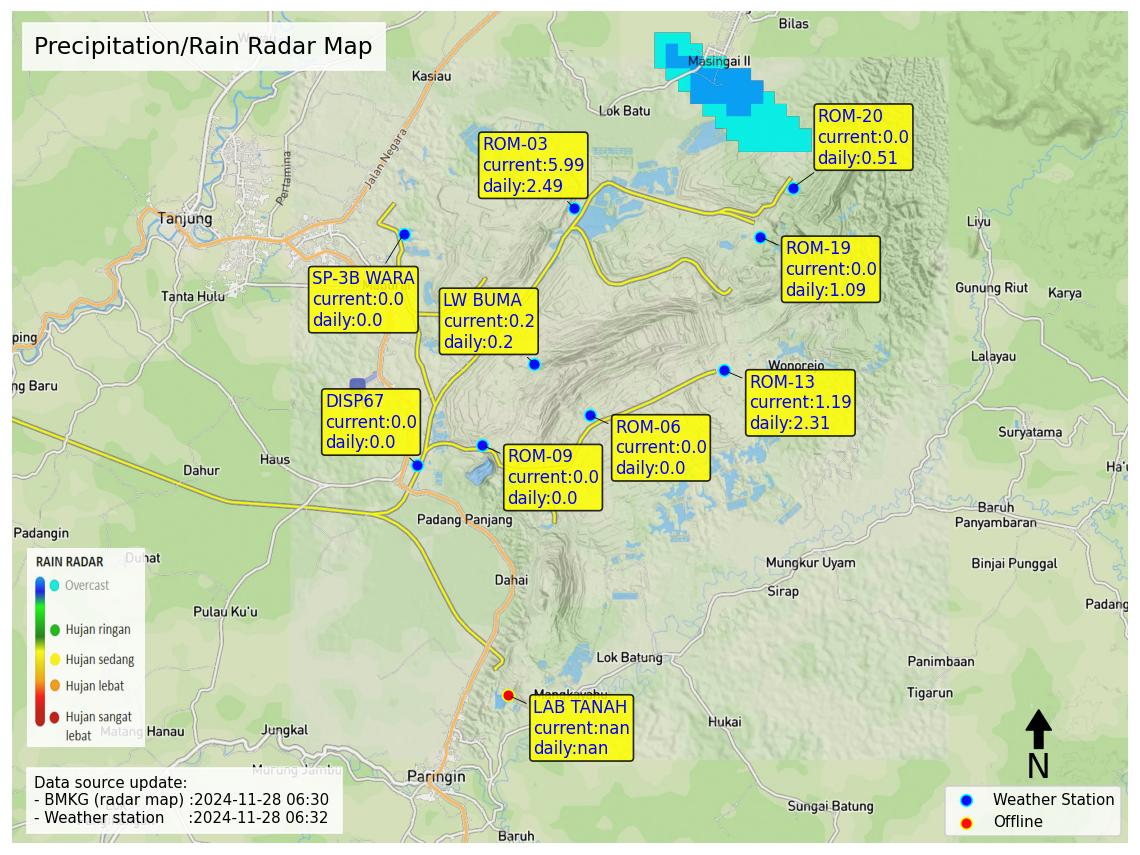 Precipitation/Rain Radar Map
Bilas
Kasiau
Masingai II
Lok Batu
Jalan Negara
Pertamina
Tanjung
Tanta Hulu
ROM-20
current:0.0
daily:0.51
ROM-03
current:5.99
daily:2.49
ROM-19
current:0.0
daily:1.09
SP-3B WARA
current:0.0
daily:0.0
LW BUMA
current:0.2
daily:0.2
Liyu
Gunung Riut
Karya
Lalayau
ping
ng Baru
Wonorejo
ROM-13
current:1.19
daily:2.31
DISP67
current:0.0
daily:0.0
ROM-06
current:0.0
daily:0.0
ROM-09
current:0.0
daily:0.0
Suryatama
Ha'u
Haus
Dahur
Padang Panjang
Baruh
Panyambaran
Padangin
Duhat
Dahai
Mungkur Uyam
Binjai Punggal
Sirap
Padang
Pulau Ku'u
RAIN RADAR
Overcast
Hujan ringan
Hujan sedang
Hujan lebat
Hujan sangat
lebat
Lok Batung
Panimbaan
Tigarun
Mangkayahu
LAB TANAH
current:nan
daily:nan
Matang Hanau
Jungkal
Hukai
Murung Jambu
Paringin
Sungai Batung
Baruh
N
Data source update:
- BMKG (radar map) :2024-11-28 06:30
- Weather station :2024-11-28 06:32
Weather Station
Offline